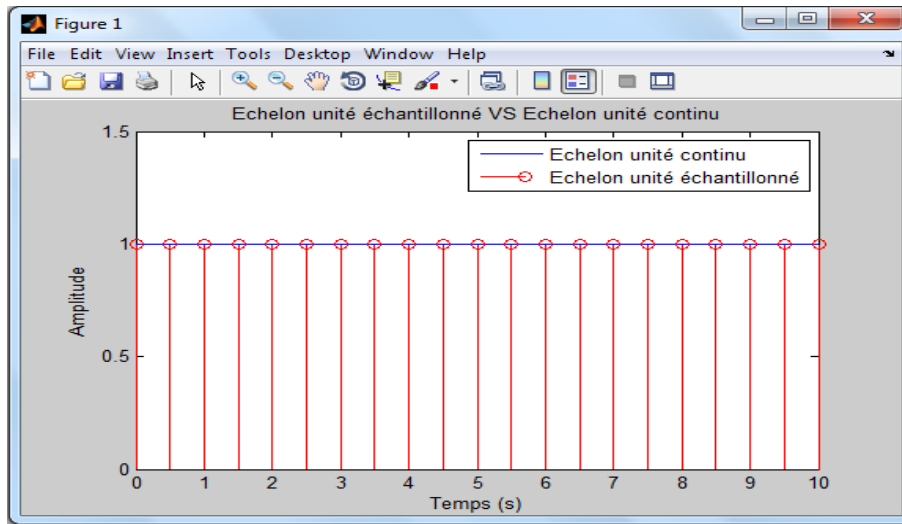 Figure 1
File Edit View Insert Tools Desktop Window Help
Echelon unité échantillonné VS Echelon unité continu
Echelon unité continu
Echelon unité échantillonné
1.5
1
0.5
0
Amplitude
0 1 2 3 4 5 6 7 8 9 10
Temps (s)